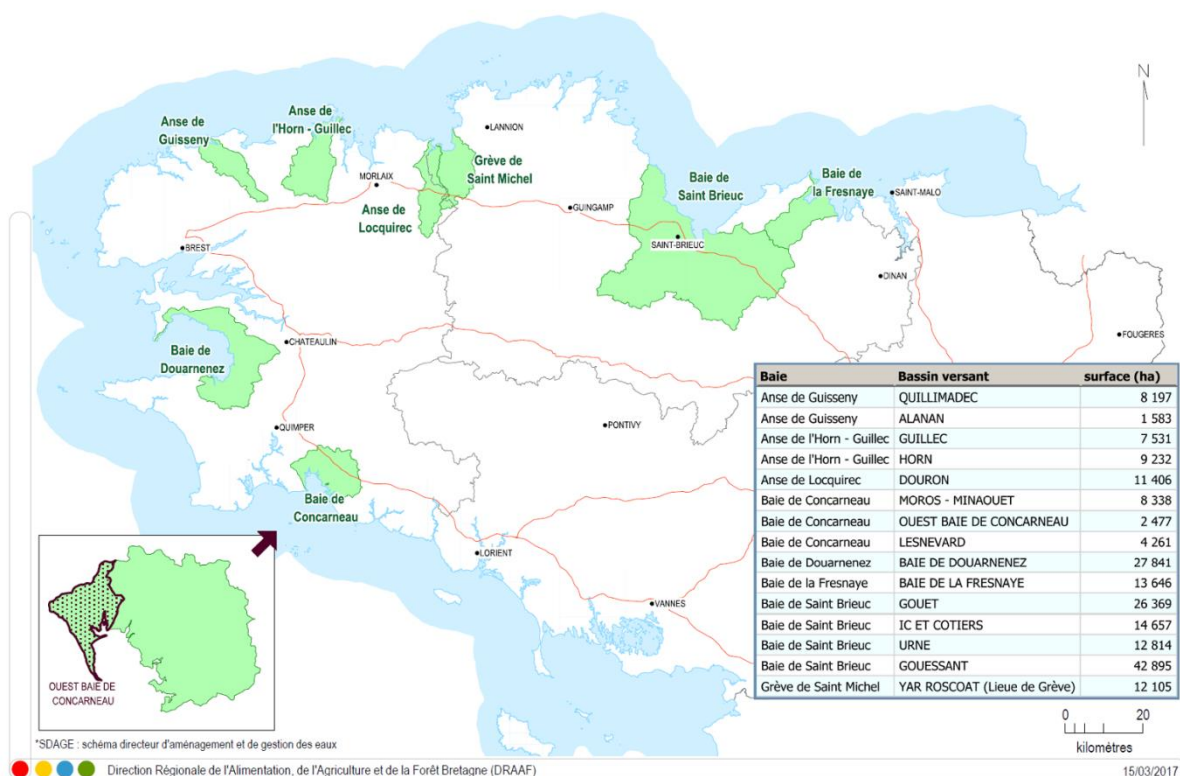 Anse de
Guisseny
Anse de
l'Horn - Guillec
LANNION
MORLAIX
Grève de
Saint Michel
Anse de
Locquirec
GUINGAMP
Baie de
Saint Brieuc
Baie de
la Fresnaye
SAINT-MALO
N
BREST
SAINT-BRIEUC
DINAN
FOUGERES
CHATEAULIN
Baie de
Douarnenez
QUIMPER
PONTIVY
Baie de
Concarneau
LORIENT
VANNES
Baie Bassin versant surface (ha)
Anse de Guisseny QUILLIMADEC 8 197
Anse de Guisseny ALANAN 1 583
Anse de l'Horn - Guillec GUILLEC 7 531
Anse de l'Horn - Guillec HORN 9 232
Anse de Locquirec DOURON 11 406
Baie de Concarneau MOROS - MINAOUET 8 338
Baie de Concarneau OUEST BAIE DE CONCARNEAU 2 477
Baie de Concarneau LESNEVARD 4 261
Baie de Douarnenez BAIE DE DOUARNENEZ 27 841
Baie de la Fresnaye BAIE DE LA FRESNAYE 13 646
Baie de Saint Brieuc GOUET 26 369
Baie de Saint Brieuc IC ET COTIERS 14 657
Baie de Saint Brieuc URNE 12 814
Baie de Saint Brieuc GOUESSANT 42 895
Grève de Saint Michel YAR ROSCOAT (Lieue de Grève) 12 105
OUEST BAIE DE
CONCARNEAU
0 20
kilomètres
*SDAGE : schéma directeur d'aménagement et de gestion des eaux
Direction Régionale de l'Alimentation, de l'Agriculture et de la Forêt Bretagne (DRAAF)
15/03/2017